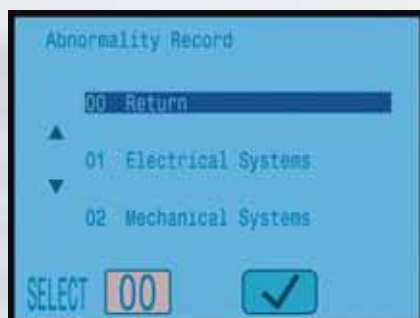 Abnormality Record
00 Return
01 Electrical Systems
02 Mechanical Systems
SELECT 00